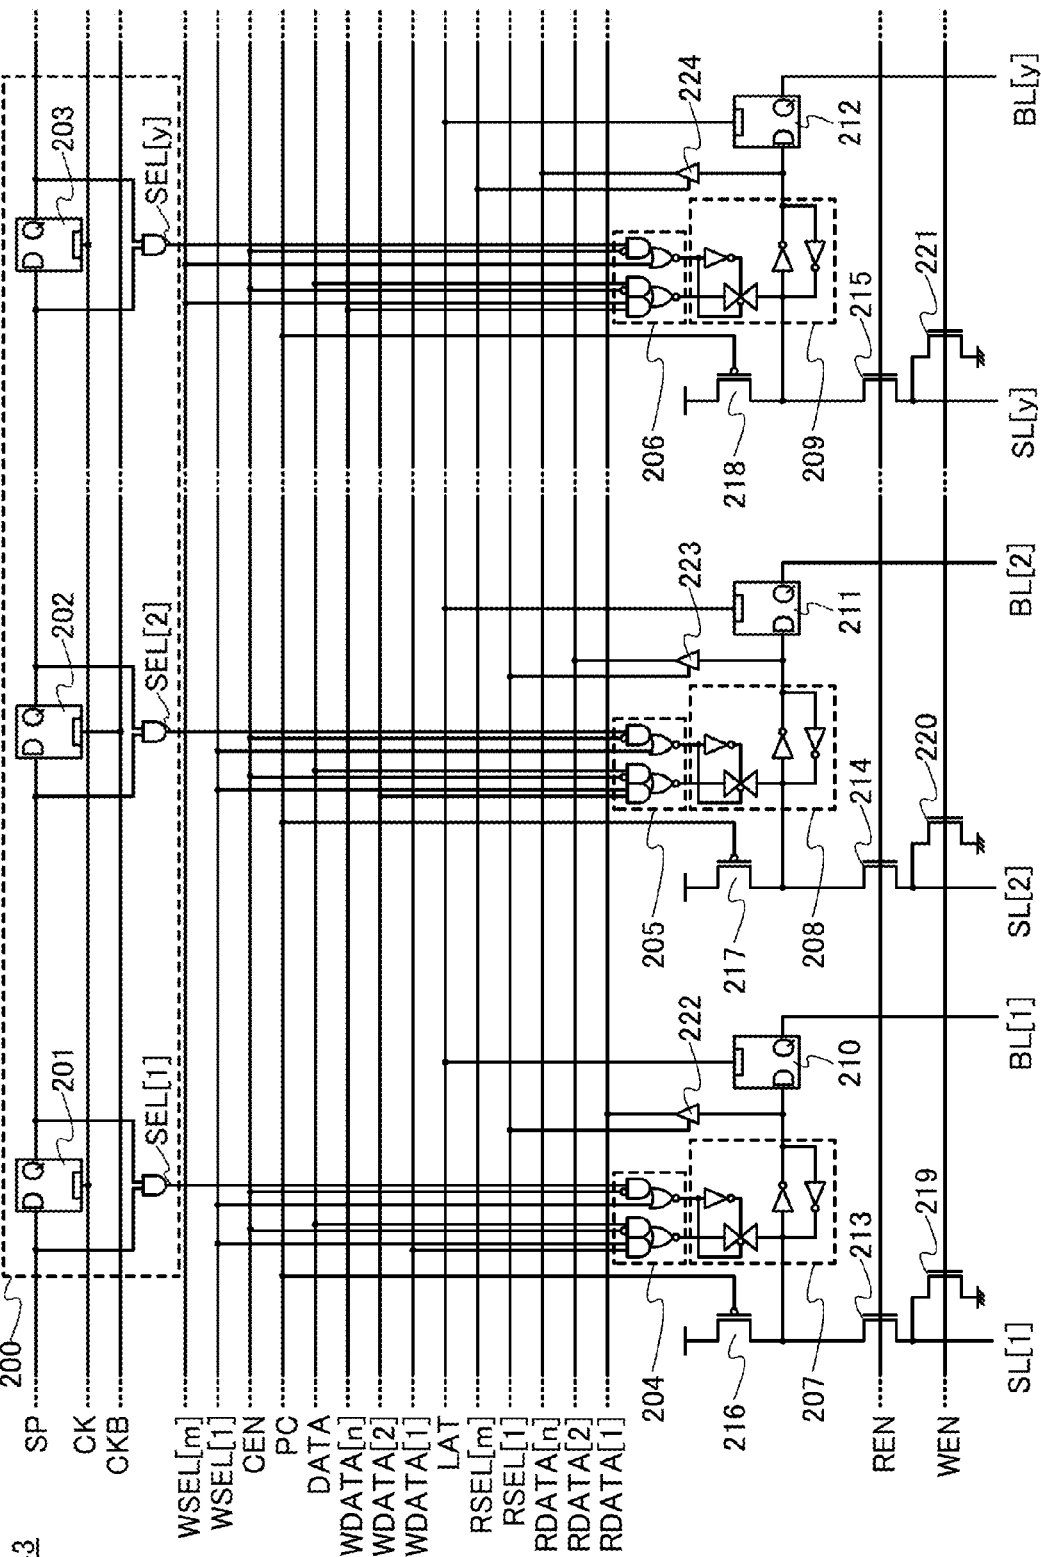 200
SP
CK
CKB
WSEL[m]
WSEL[1]
CEN
PC
DATA
WDATA[n]
WDATA[2]
WDATA[1]
LAT
RSEL[m]
RSEL[1]
RDATA[n]
RDATA[2]
RDATA[1]
REN
WEN
D Q
201
SEL[1]
D Q
202
SEL[2]
D Q
203
SEL[y]
204
207
216
213
219
222
D Q
210
SL[1]
BL[1]
205
208
217
214
220
223
D Q
211
SL[2]
BL[2]
206
209
218
215
221
224
D Q
212
SL[y]
BL[y]